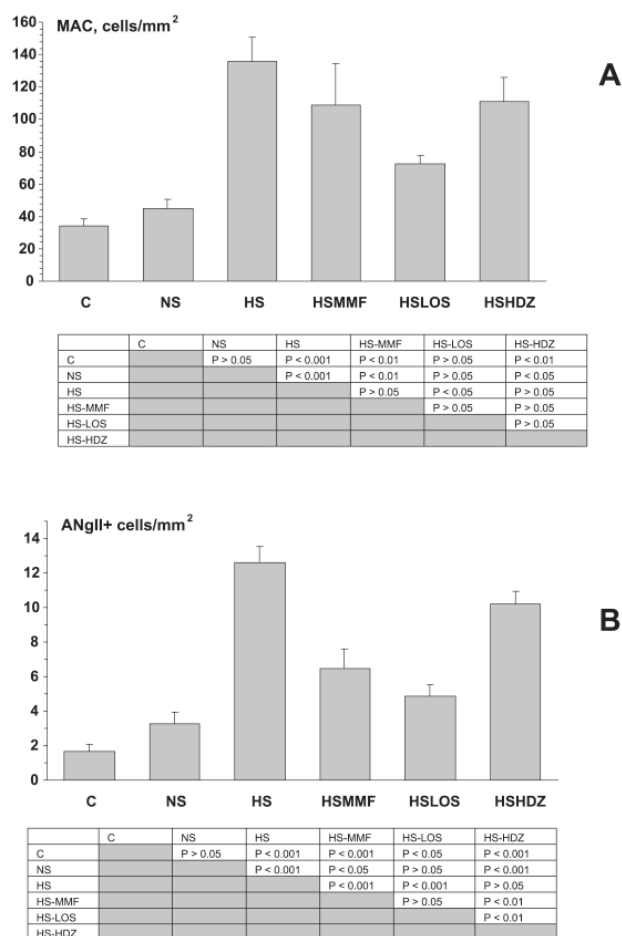 MAC, cells/mm2
A
160
140
120
100
80
60
40
20
0
C NS HS HSMMF HSLOS HSHDZ
C NS HS HS-MMF HS-LOS HS-HDZ
C P > 0.05 P < 0.001 P < 0.01 P > 0.05 P < 0.01
NS P < 0.001 P < 0.01 P > 0.05 P < 0.05
HS P > 0.05 P < 0.05 P > 0.05
HS-MMF P > 0.05 P > 0.05
HS-LOS P > 0.05
HS-HDZ
ANgII+ cells/mm2
B
14
12
10
8
6
4
2
0
C NS HS HSMMF HSLOS HSHDZ
C NS HS HS-MMF HS-LOS HS-HDZ
C P > 0.05 P < 0.001 P < 0.001 P < 0.05 P < 0.001
NS P < 0.001 P < 0.05 P > 0.05 P < 0.001
HS P < 0.001 P < 0.001 P > 0.05
HS-MMF P > 0.05 P < 0.01
HS-LOS P < 0.01
HS-HDZ